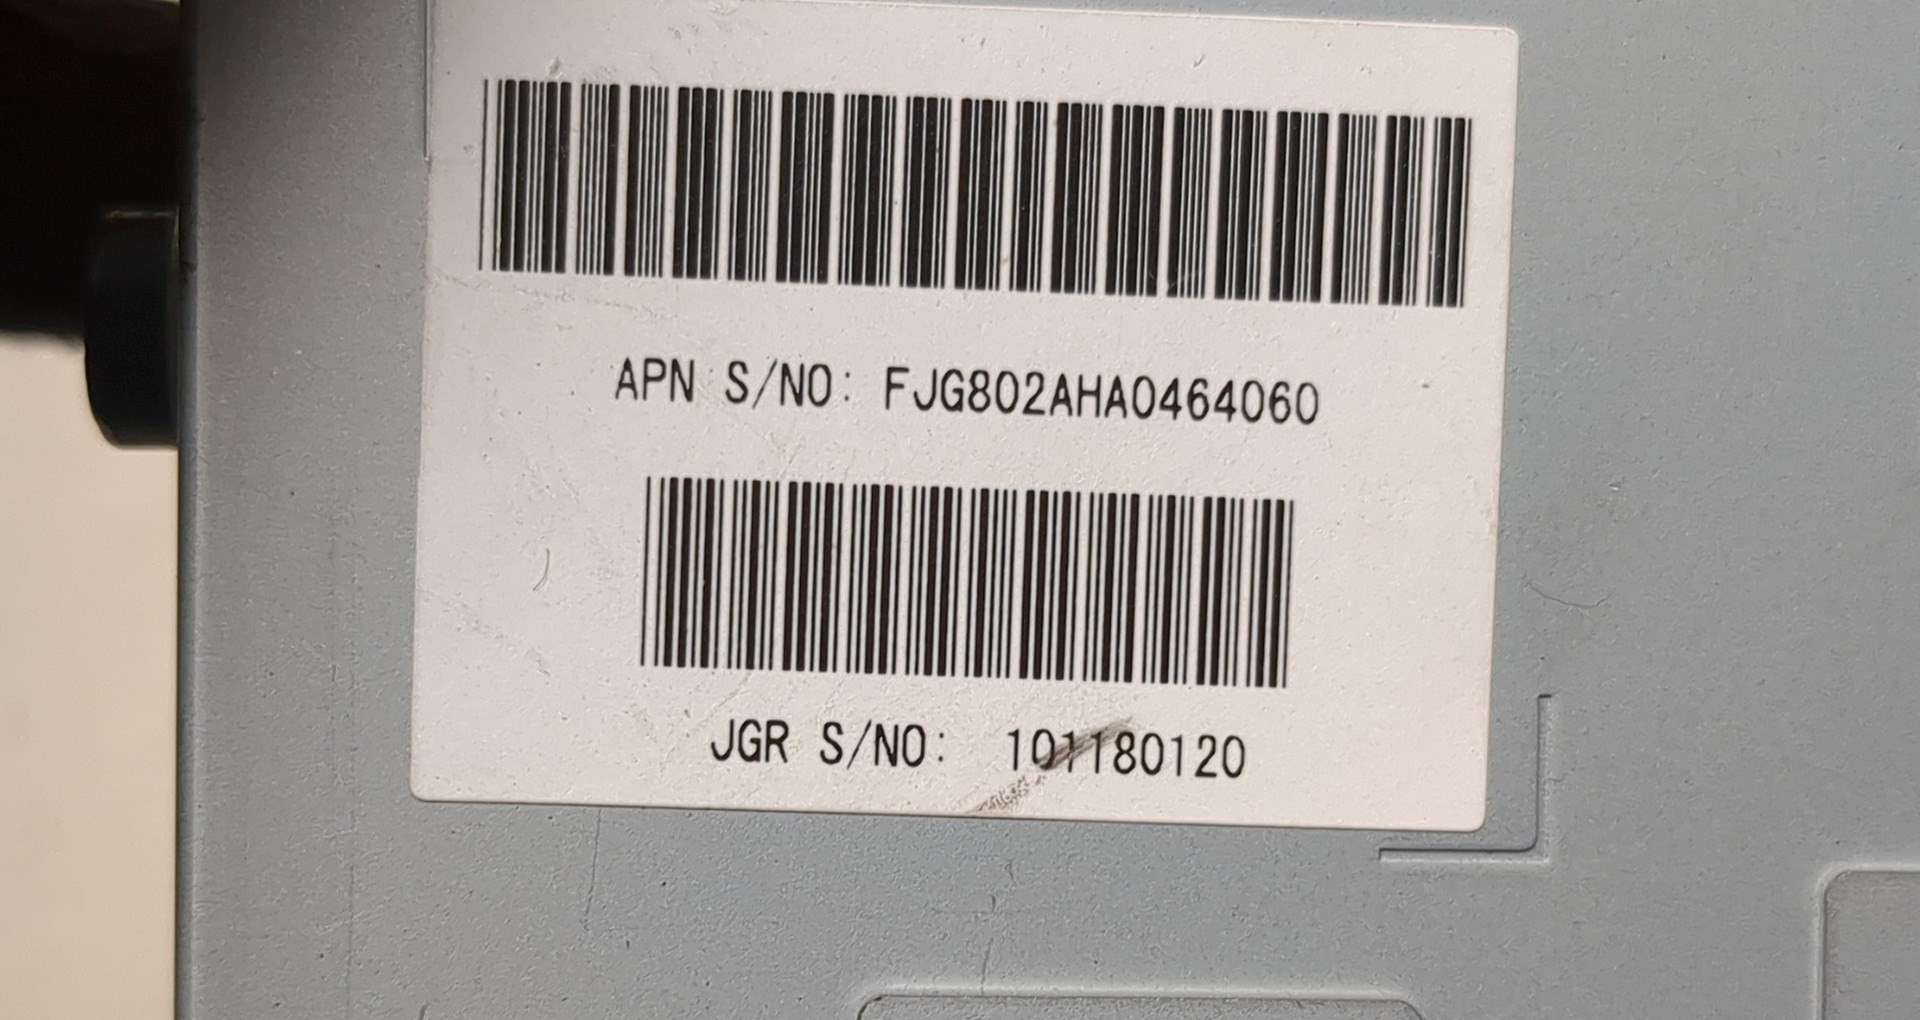 APN S/NO: FJG802AHA0464060
JGR S/NO: 101180120